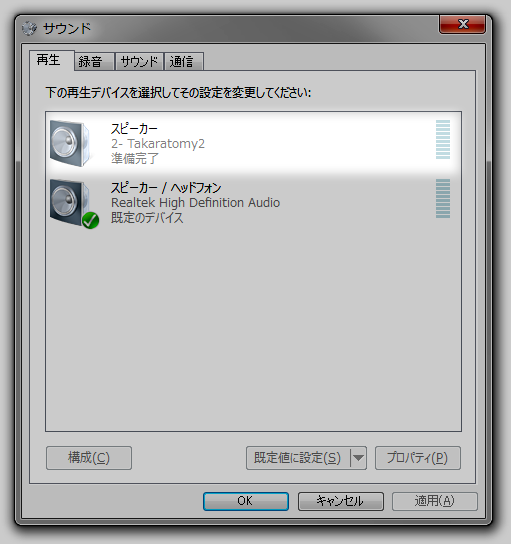 サウンド
再生 録音 サウンド 通信
下の再生デバイスを選択してその設定を変更してください:
スピーカー
2- Takaratomy2
準備完了
スピーカー / ヘッドフォン
Realtek High Definition Audio
既定のデバイス
構成(C) 既定値に設定(S) プロパティ(P)
OK キャンセル 適用(A)